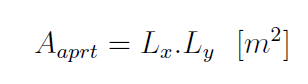 A_{aprt} = L_x.L_y [m^2]